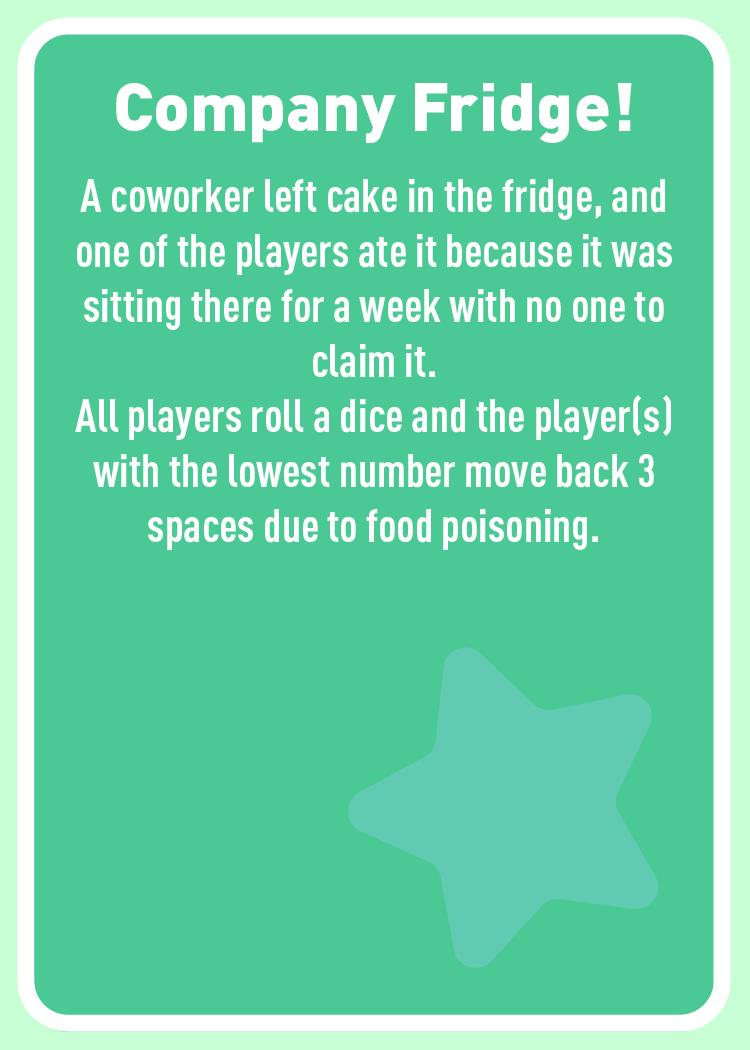 Company Fridge!
A coworker left cake in the fridge, and
one of the players ate it because it was
sitting there for a week with no one to
claim it.
All players roll a dice and the player(s)
with the lowest number move back 3
spaces due to food poisoning.